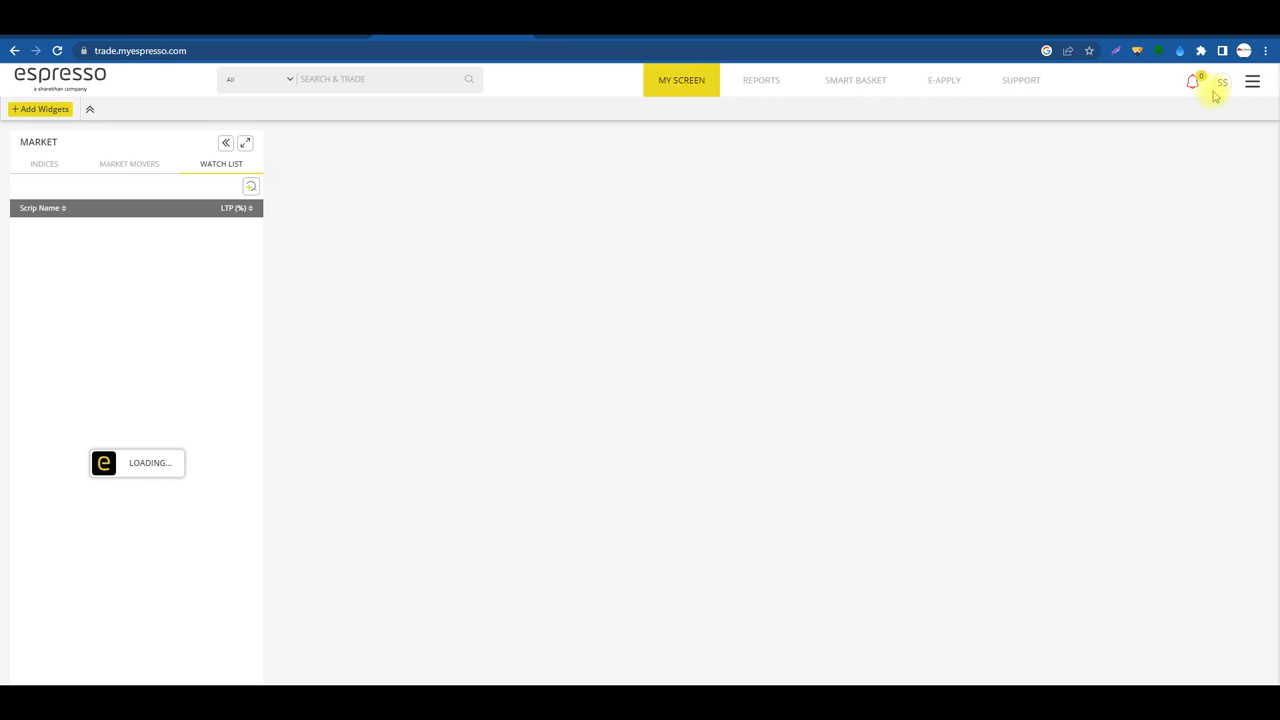 trade.myespresso.com
espresso
a sharekhan company
All
SEARCH & TRADE
MY SCREEN
REPORTS
SMART BASKET
E-APPLY
SUPPORT
0
SS
+ Add Widgets
MARKET
INDICES
MARKET MOVERS
WATCH LIST
Scrip Name
LTP (%)
e
LOADING...